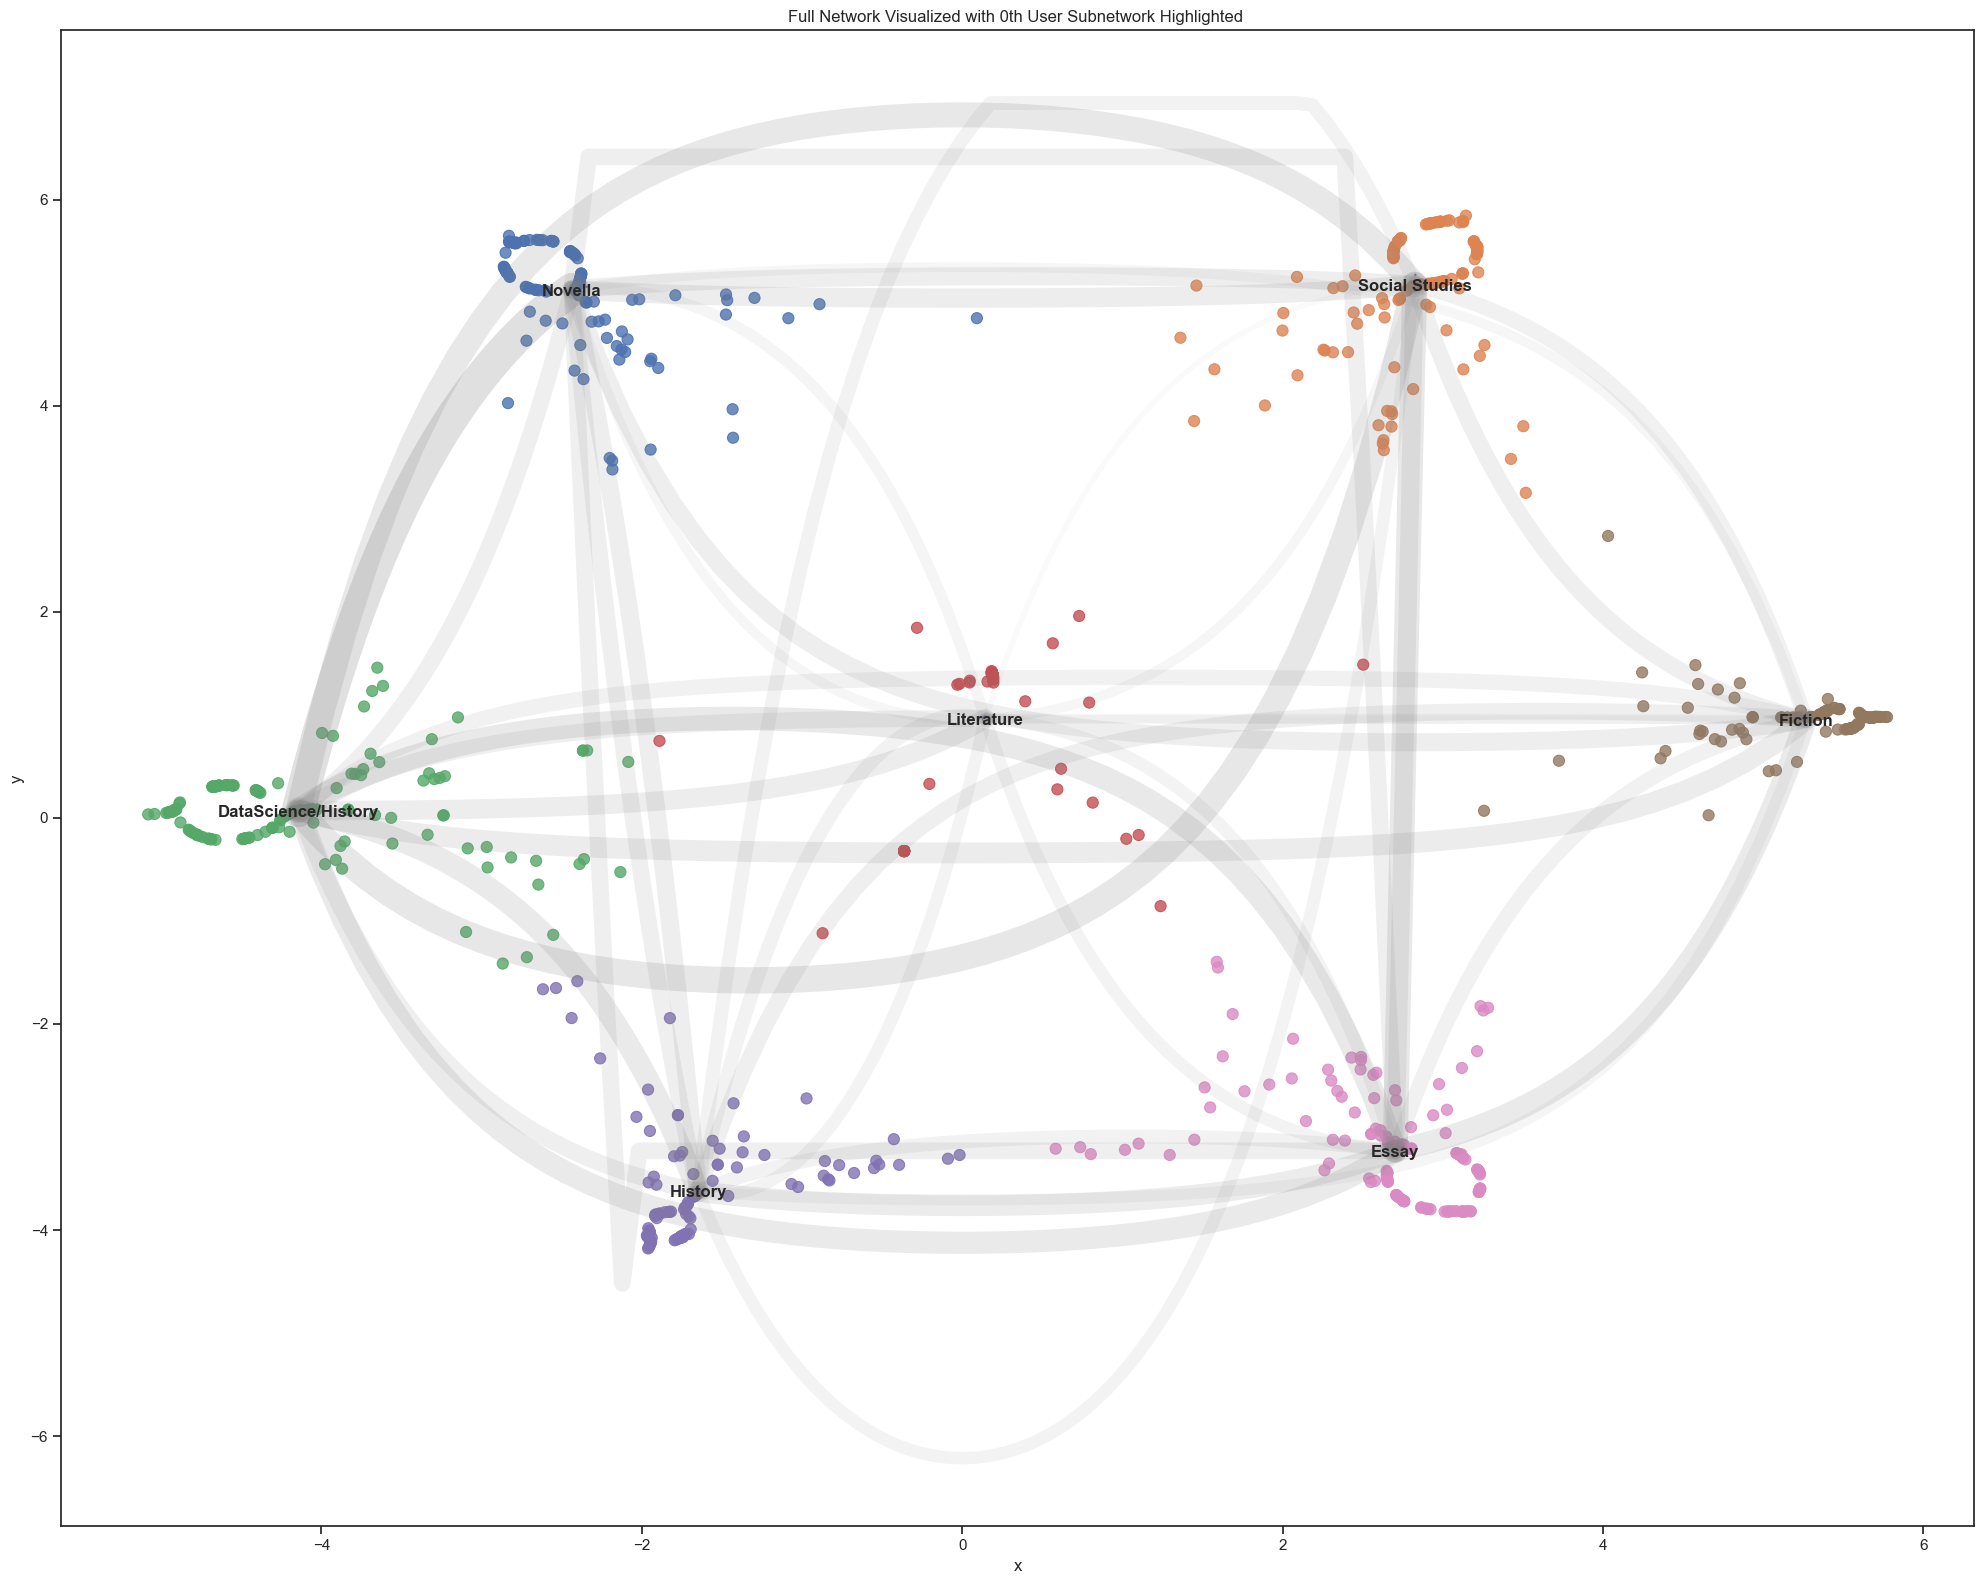 Full Network Visualized with 0th User Subnetwork Highlighted
6
4
2
0
−2
−4
−6
y
Novella
Social Studies
Literature
Fiction
DataScience/History
Essay
History
−4
−2
0
2
4
6
x